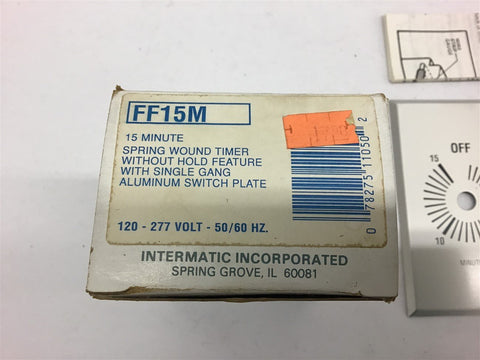 FF15M
15 MINUTE
SPRING WOUND TIMER
WITHOUT HOLD FEATURE
WITH SINGLE GANG
ALUMINUM SWITCH PLATE
120 - 277 VOLT - 50/60 HZ.
0 78275 11050 2
INTERMATIC INCORPORATED
SPRING GROVE, IL 60081
OFF
15
10
MINUTE